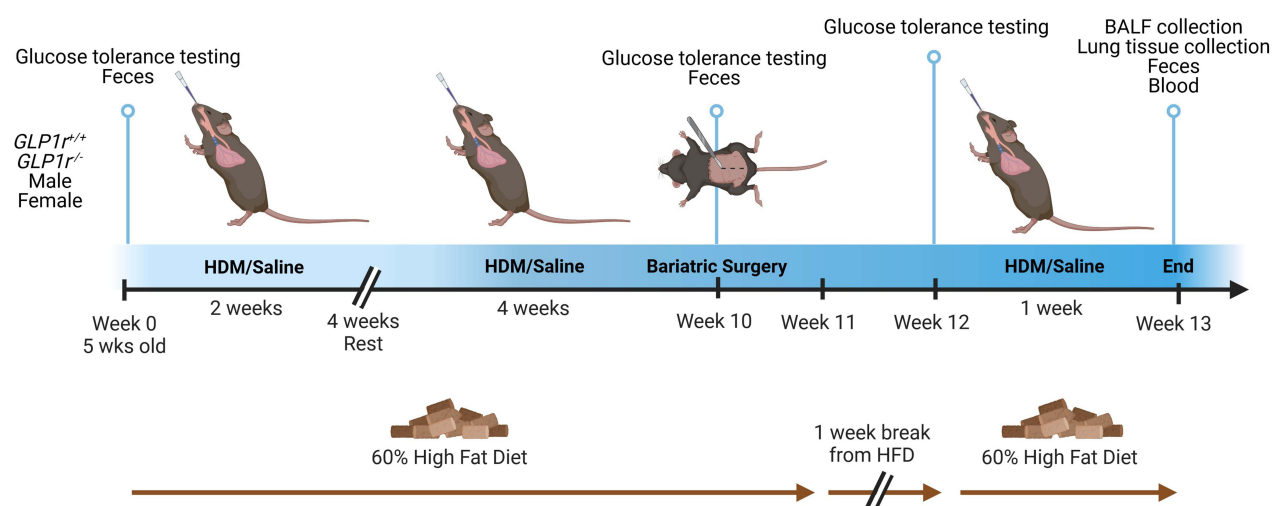 Glucose tolerance testing
Feces
Glucose tolerance testing
Feces
Glucose tolerance testing
BALF collection
Lung tissue collection
Feces
Blood
GLP1r+/+
GLP1r/-
Male
Female
HDM/Saline
HDM/Saline
Bariatric Surgery
HDM/Saline
End
2 weeks
4 weeks
Rest
4 weeks
1 week
Week 0
5 wks old
Week 10
Week 11
Week 12
Week 13
60% High Fat Diet
1 week break
from HFD
60% High Fat Diet